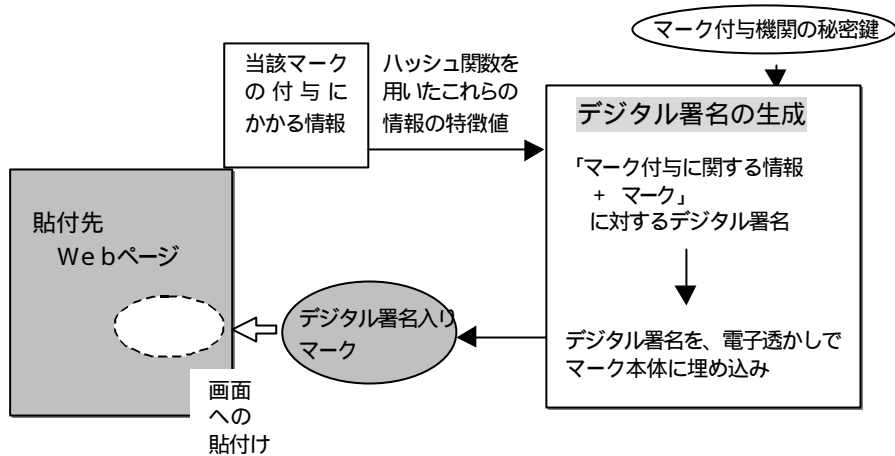 マーク付与機関の秘密鍵
当該マーク
の付与に
かかる情報
ハッシュ関数を
用いたこれらの
情報の特徴値
デジタル署名の生成
「マーク付与に関する情報
+ マーク」
に対するデジタル署名
デジタル署名を、電子透かしで
マーク本体に埋め込み
貼付先
Webページ
デジタル署名入り
マーク
画面
への
貼付け